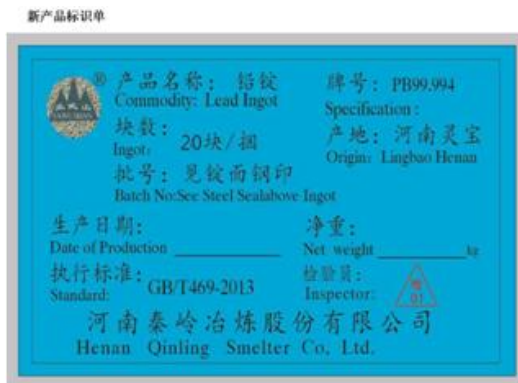 新产品标识单
® 产品名称：铅锭 牌号：PB99.994
Commodity: Lead Ingot Specification :
块数： 20块/捆 产地：河南灵宝
Ingot: Origin: Lingbao Henan
批号：见锭面钢印
Batch No:See Steel Sealabove Ingot
生产日期： 净重：
Date of Production Net weight kg
执行标准： GB/T469-2013 检验员：
Standard: Inspector: 01
河南秦岭冶炼股份有限公司
Henan Qinling Smelter Co, Ltd.